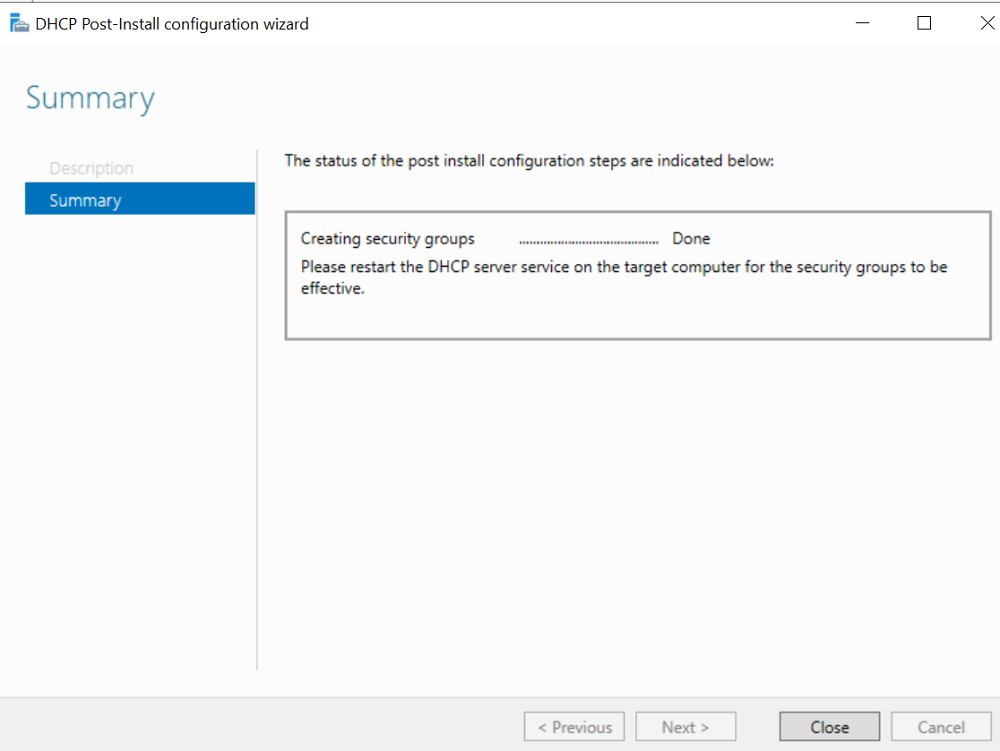 DHCP Post-Install configuration wizard
Summary
Description
Summary
The status of the post install configuration steps are indicated below:
Creating security groups ........................................ Done
Please restart the DHCP server service on the target computer for the security groups to be
effective.
< Previous
Next >
Close
Cancel